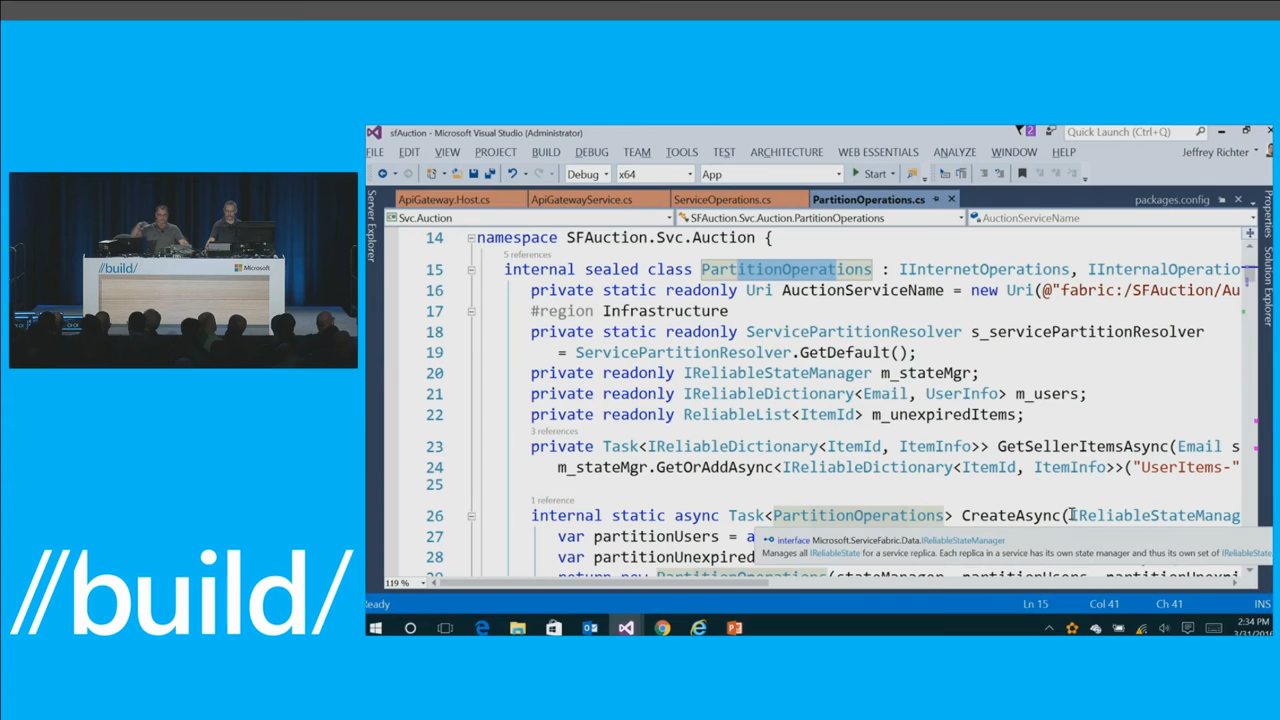 //build/
Microsoft
//build/
sfAuction - Microsoft Visual Studio (Administrator)
2
Quick Launch (Ctrl+Q)
FILE EDIT VIEW PROJECT BUILD DEBUG TEAM TOOLS TEST ARCHITECTURE WEB ESSENTIALS ANALYZE WINDOW HELP
Jeffrey Richter
Debug x64 App Start
Server Explorer
ApiGateway.Host.cs ApiGatewayService.cs ServiceOperations.cs PartitionOperations.cs packages.config
Svc.Auction SFAuction.Svc.Auction.PartitionOperations AuctionServiceName
Properties
Solution Explorer
14 namespace SFAuction.Svc.Auction {
5 references
15 internal sealed class PartitionOperations : IInternetOperations, IInternalOperatio
16 private static readonly Uri AuctionServiceName = new Uri(@"fabric:/SFAuction/Au
17 #region Infrastructure
18 private static readonly ServicePartitionResolver s_servicePartitionResolver
19 = ServicePartitionResolver.GetDefault();
20 private readonly IReliableStateManager m_stateMgr;
21 private readonly IReliableDictionary<Email, UserInfo> m_users;
22 private readonly ReliableList<ItemId> m_unexpiredItems;
3 references
23 private Task<IReliableDictionary<ItemId, ItemInfo>> GetSellerItemsAsync(Email s
24 m_stateMgr.GetOrAddAsync<IReliableDictionary<ItemId, ItemInfo>>("UserItems-"
25
1 reference
26 internal static async Task<PartitionOperations> CreateAsync(IReliableStateManag
27 var partitionUsers = a
interface Microsoft.ServiceFabric.Data.IReliableStateManager
Manages all IReliableState for a service replica. Each replica in a service has its own state manager and thus its own set of IReliableState
28 var partitionUnexpired
return new PartitionOperations(stateManager, partitionUsers, partitionUnexpi
119 %
Ready Ln 15 Col 41 Ch 41 INS
2:34 PM
3/31/2016